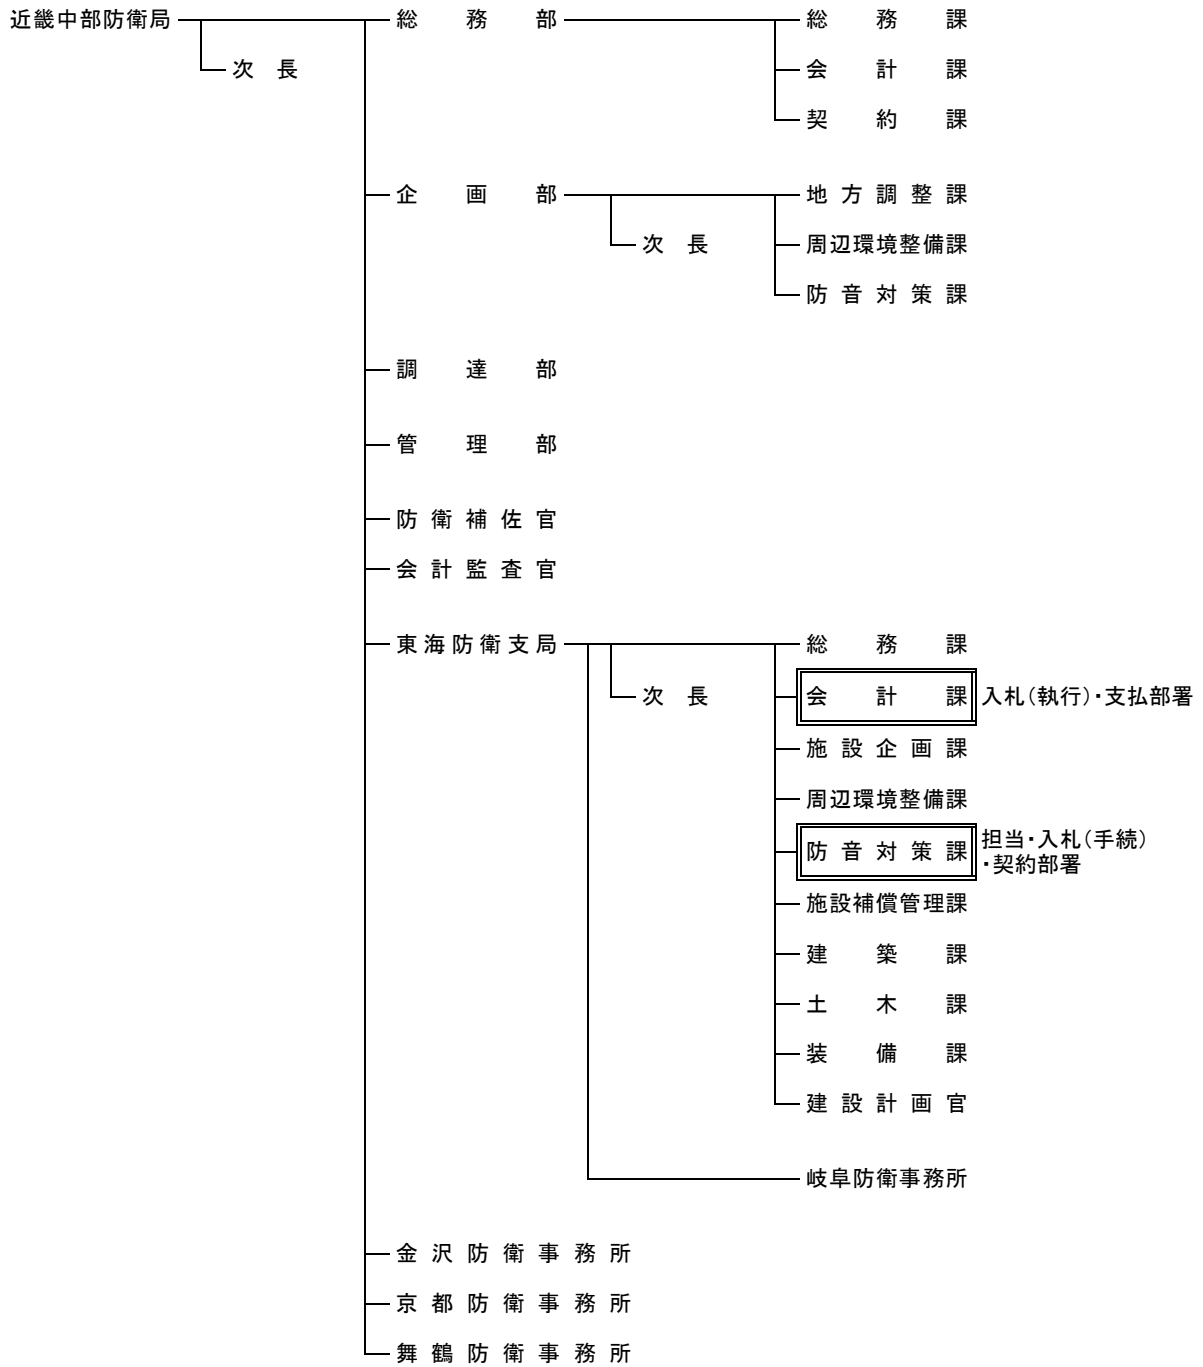 近畿中部防衛局
次長
総務部
総務課
会計課
契約課
企画部
次長
地方調整課
周辺環境整備課
防音対策課
調達部
管理部
防衛補佐官
会計監査官
東海防衛支局
次長
総務課
会計課 入札(執行)・支払部署
施設企画課
周辺環境整備課
防音対策課 担当・入札(手続)
・契約部署
施設補償管理課
建築課
土木課
装備課
建設計画官
岐阜防衛事務所
金沢防衛事務所
京都防衛事務所
舞鶴防衛事務所